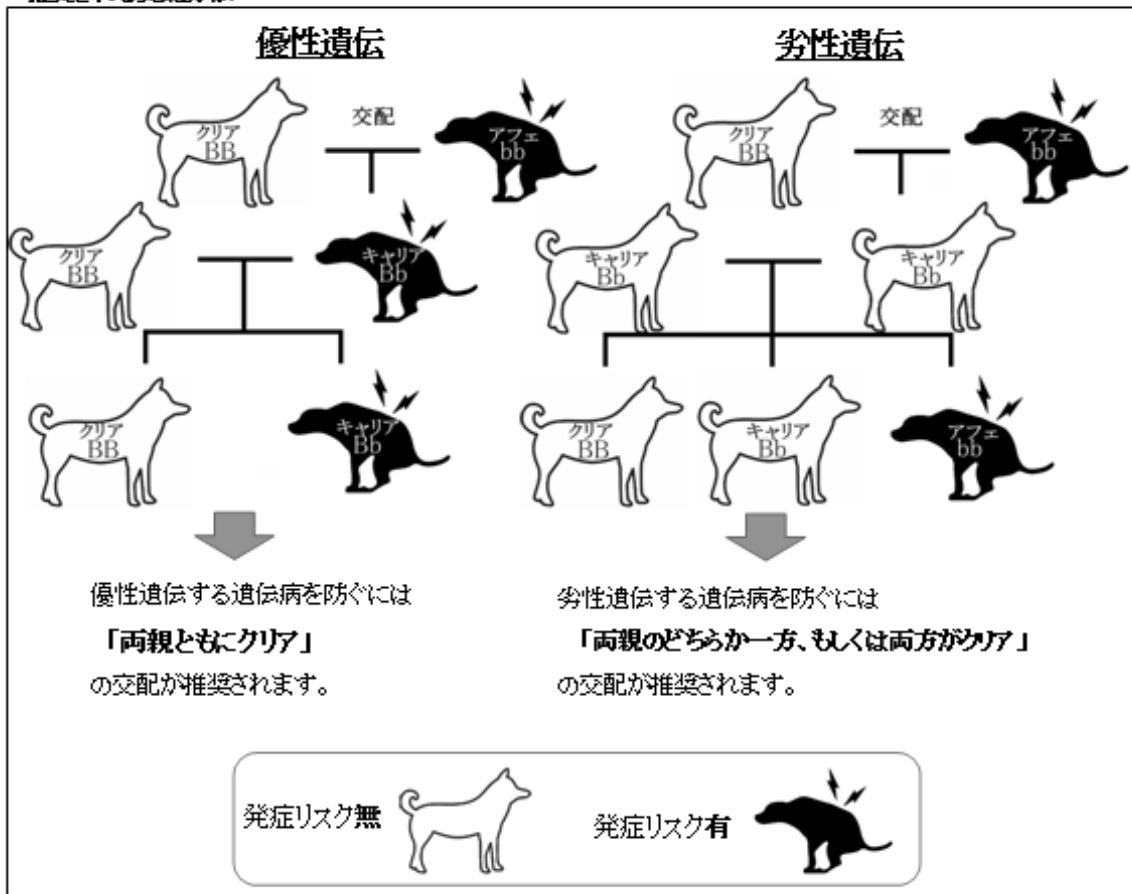 優性遺伝
劣性遺伝
クリア
BB
交配
アフェ
bb
クリア
BB
交配
アフェ
bb
クリア
BB
キャリア
Bb
キャリア
Bb
キャリア
Bb
クリア
BB
キャリア
Bb
クリア
BB
キャリア
Bb
アフェ
bb
優性遺伝する遺伝病を防ぐには
「両親ともにクリア」
の交配が推奨されます。
劣性遺伝する遺伝病を防ぐには
「両親のどちらか一方、もしくは両方がクリア」
の交配が推奨されます。
発症リスク無
発症リスク有